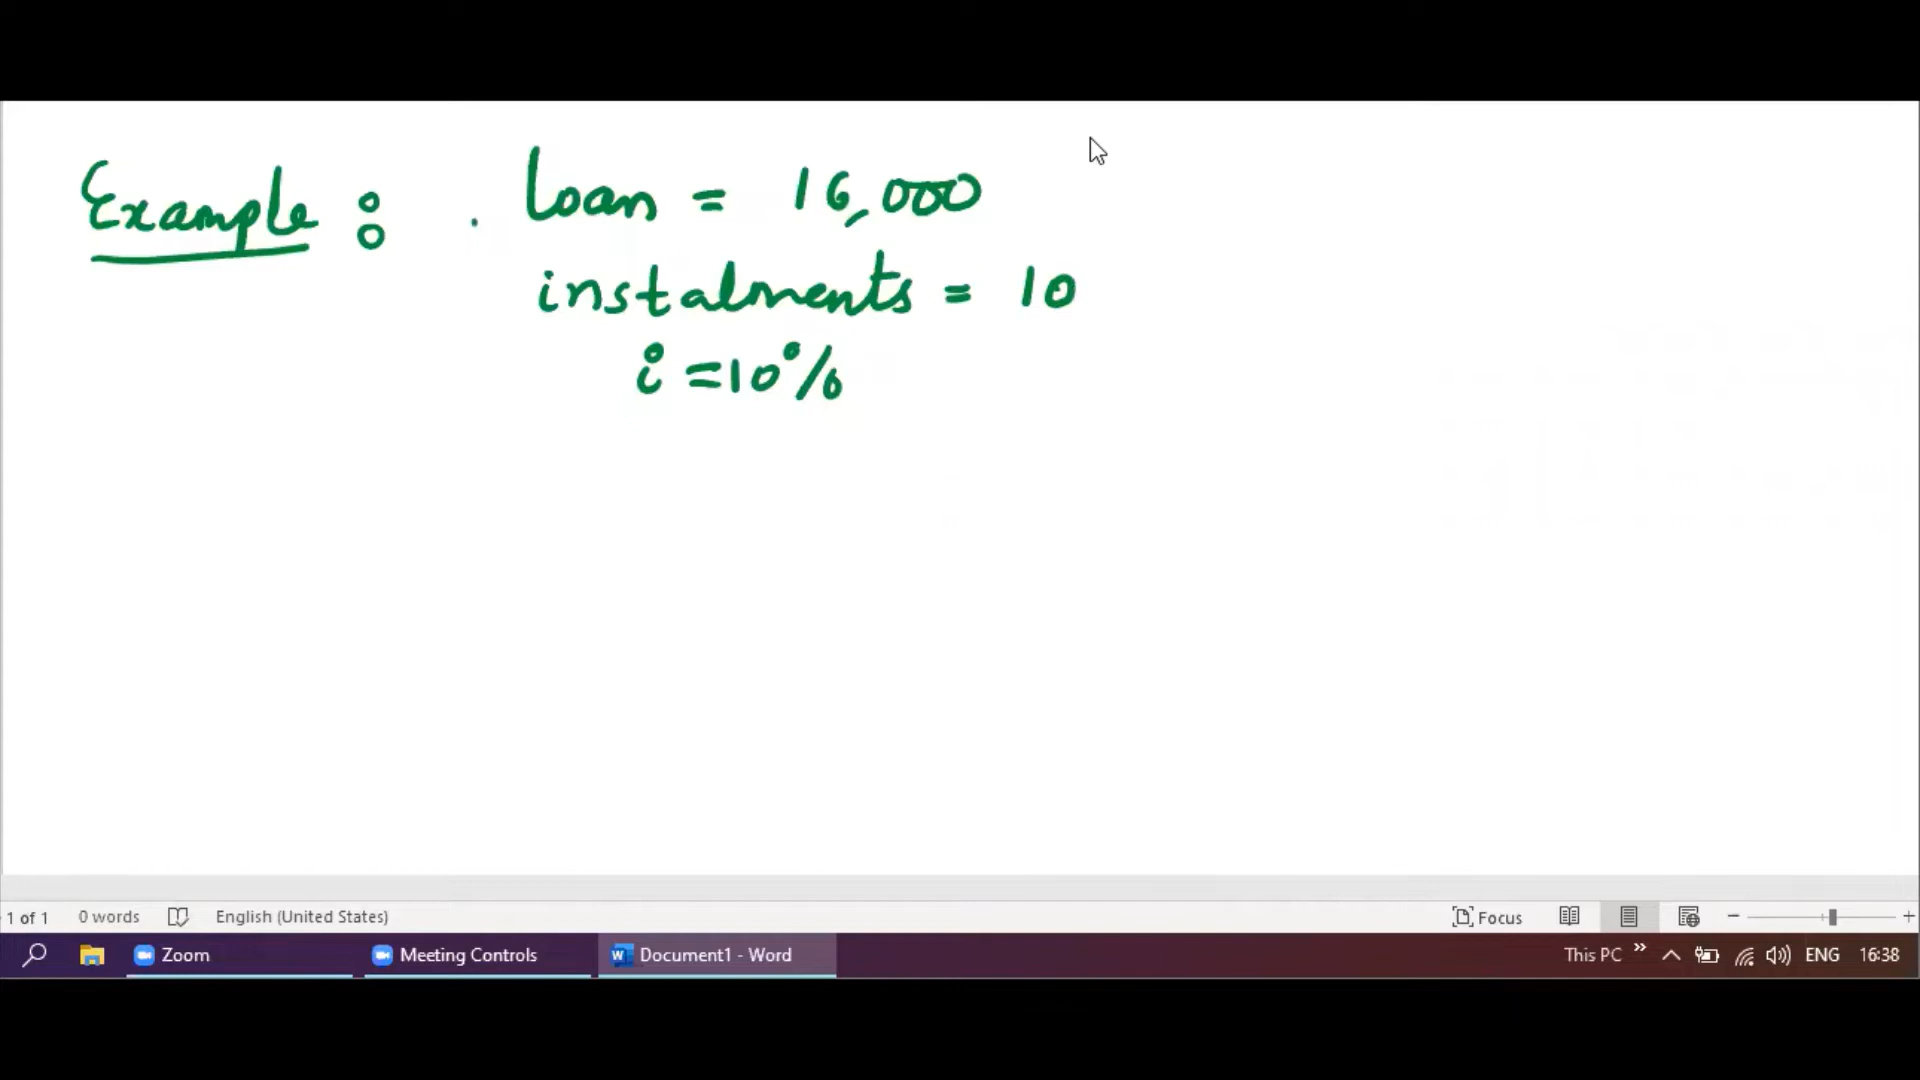 Example : . Loan = 16,000
instalments = 10
i = 10%
1 of 1 0 words English (United States) Focus
Zoom Meeting Controls Document1 - Word This PC » ENG 16:38